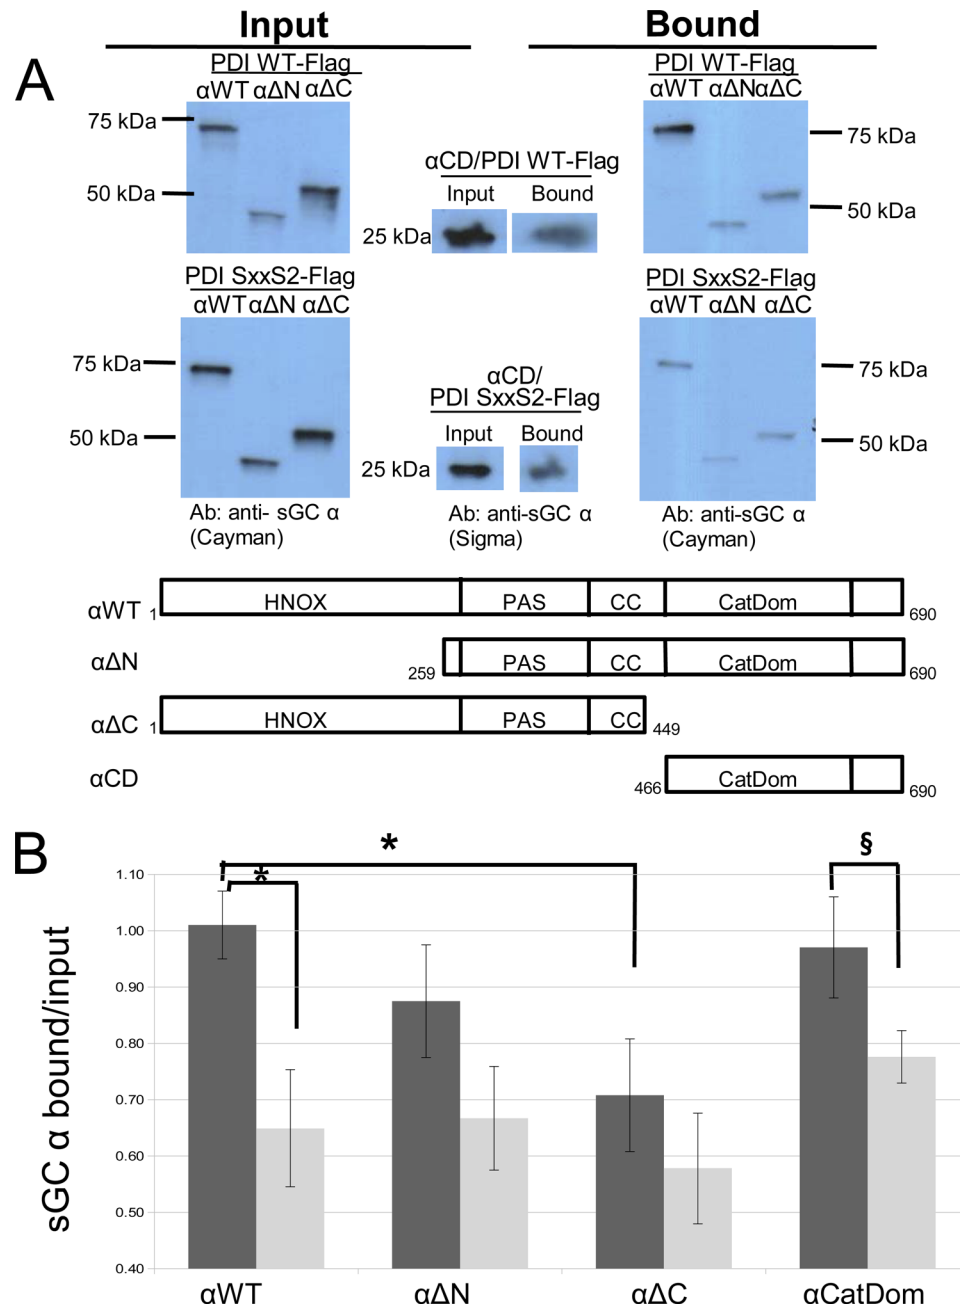 Input Bound
A
PDI WT-Flag
αWT αΔN αΔC
75 kDa
50 kDa
αCD/PDI WT-Flag
Input Bound
25 kDa
PDI WT-Flag
αWT αΔN αΔC
75 kDa
50 kDa
PDI SxxS2-Flag
αWT αΔN αΔC
75 kDa
50 kDa
Ab: anti- sGC α
(Cayman)
αCD/
PDI SxxS2-Flag
Input Bound
25 kDa
Ab: anti-sGC α
(Sigma)
PDI SxxS2-Flag
αWT αΔN αΔC
75 kDa
50 kDa
Ab: anti-sGC α
(Cayman)
αWT 1 HNOX PAS CC CatDom 690
αΔN 259 PAS CC CatDom 690
αΔC 1 HNOX PAS CC 449
αCD 466 CatDom 690
B
* * §
sGC α bound/input
1.10
1.00
0.90
0.80
0.70
0.60
0.50
0.40
αWT αΔN αΔC αCatDom